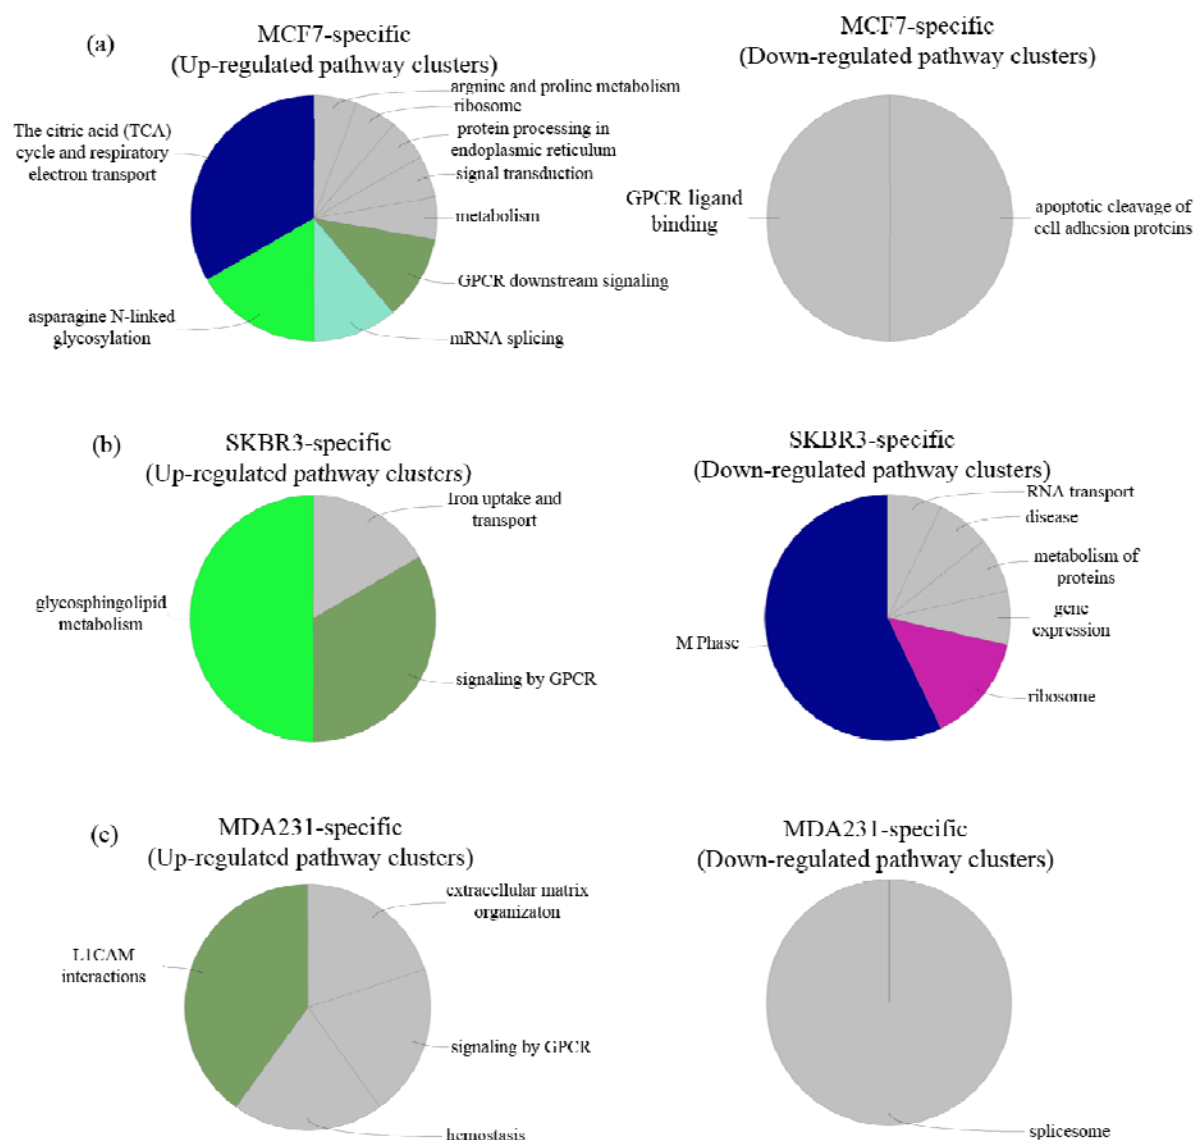 (a)
MCF7-specific
(Up-regulated pathway clusters)
arginine and proline metabolism
ribosome
protein processing in
endoplasmic reticulum
signal transduction
metabolism
GPCR downstream signaling
mRNA splicing
asparagine N-linked
glycosylation
The citric acid (TCA)
cycle and respiratory
electron transport
MCF7-specific
(Down-regulated pathway clusters)
GPCR ligand
binding
apoptotic cleavage of
cell adhesion proteins
(b)
SKBR3-specific
(Up-regulated pathway clusters)
Iron uptake and
transport
glycosphingolipid
metabolism
signaling by GPCR
SKBR3-specific
(Down-regulated pathway clusters)
RNA transport
disease
metabolism of
proteins
gene
expression
M Phase
ribosome
(c)
MDA231-specific
(Up-regulated pathway clusters)
extracellular matrix
organizaton
L1CAM
interactions
signaling by GPCR
hemostasis
MDA231-specific
(Down-regulated pathway clusters)
splicesome